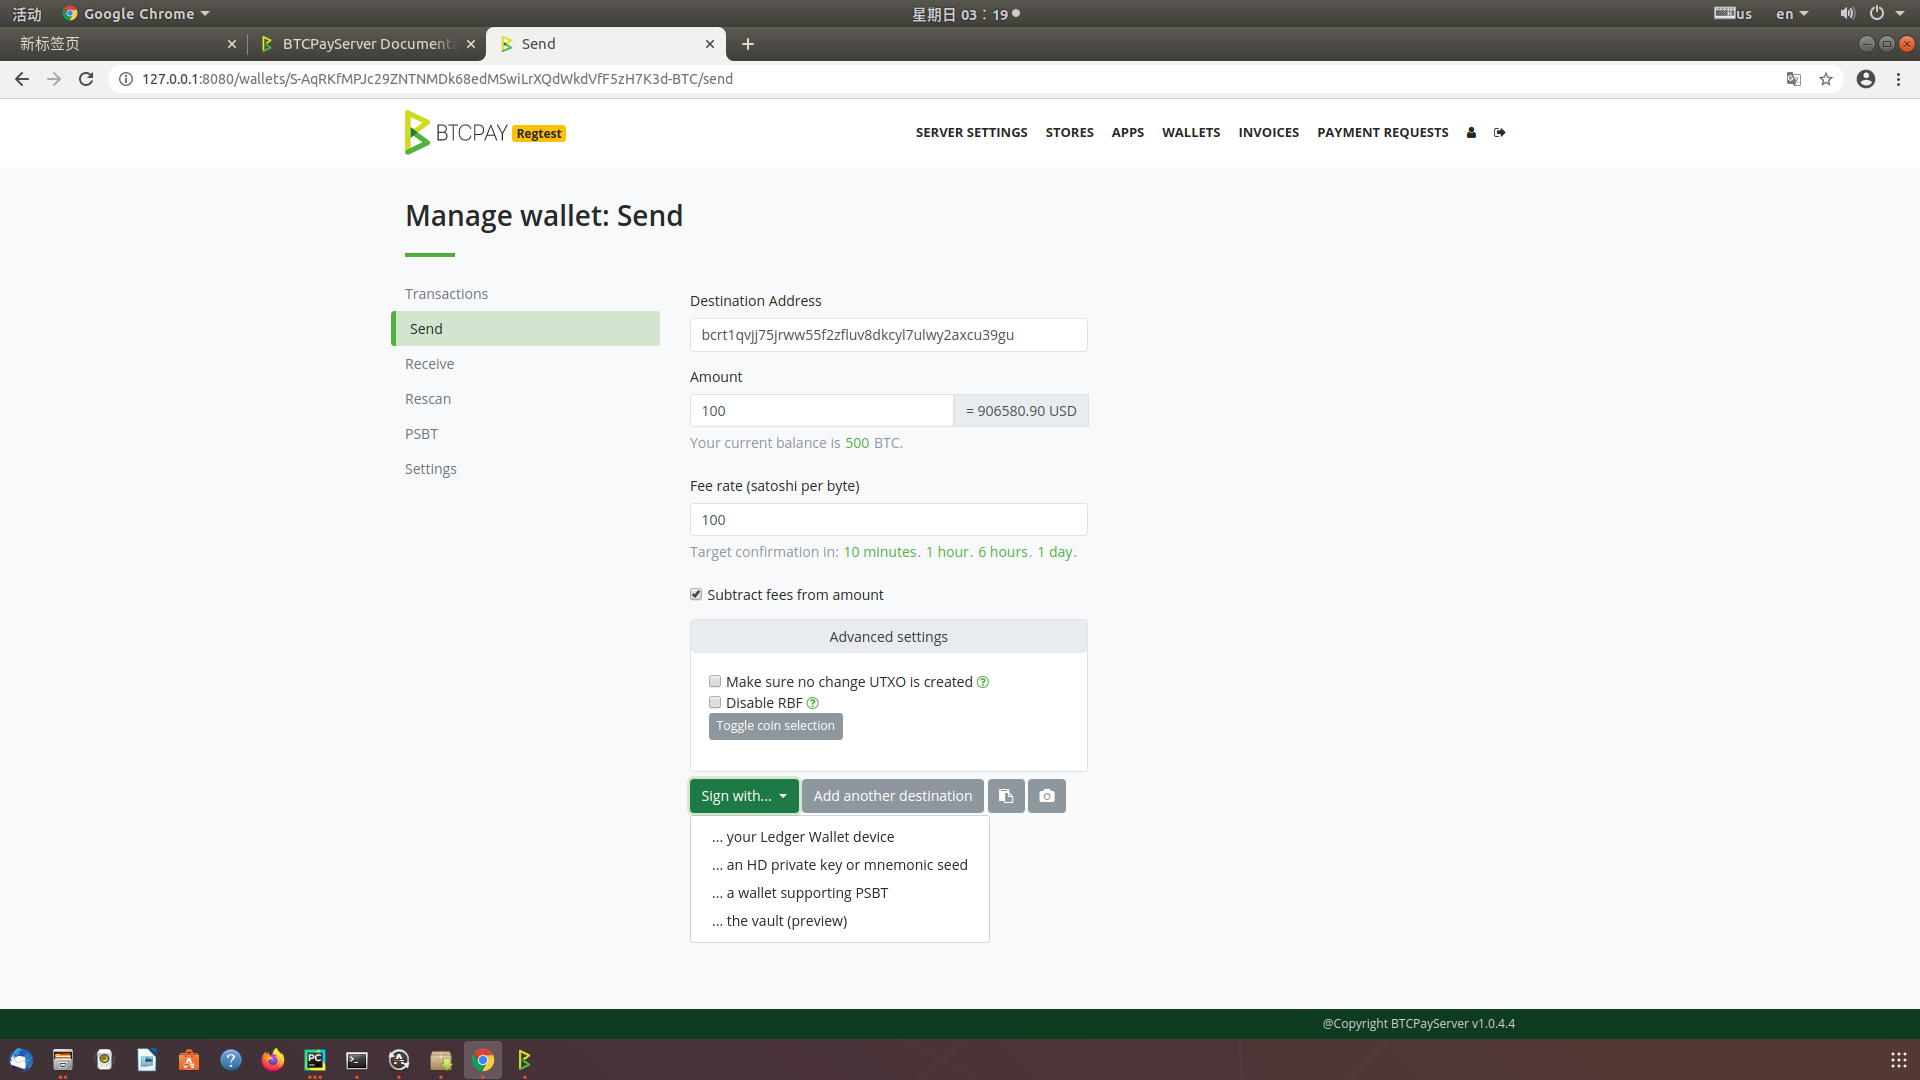 活动
Google Chrome
星期日 03：19
us
en
新标签页
BTCPayServer Documenta
Send
127.0.0.1:8080/wallets/S-AqRKfMPJc29ZNTNMDk68edMSwiLrXQdWkdVfF5zH7K3d-BTC/send
BTCPAY Regtest
SERVER SETTINGS STORES APPS WALLETS INVOICES PAYMENT REQUESTS
Manage wallet: Send
Transactions
Send
Receive
Rescan
PSBT
Settings
Destination Address
bcrt1qvjj75jrww55f2zfluv8dkcyl7ulwy2axcu39gu
Amount
100
= 906580.90 USD
Your current balance is 500 BTC.
Fee rate (satoshi per byte)
100
Target confirmation in: 10 minutes. 1 hour. 6 hours. 1 day.
Subtract fees from amount
Advanced settings
Make sure no change UTXO is created
Disable RBF
Toggle coin selection
Sign with...
Add another destination
... your Ledger Wallet device
... an HD private key or mnemonic seed
... a wallet supporting PSBT
... the vault (preview)
@Copyright BTCPayServer v1.0.4.4
PC